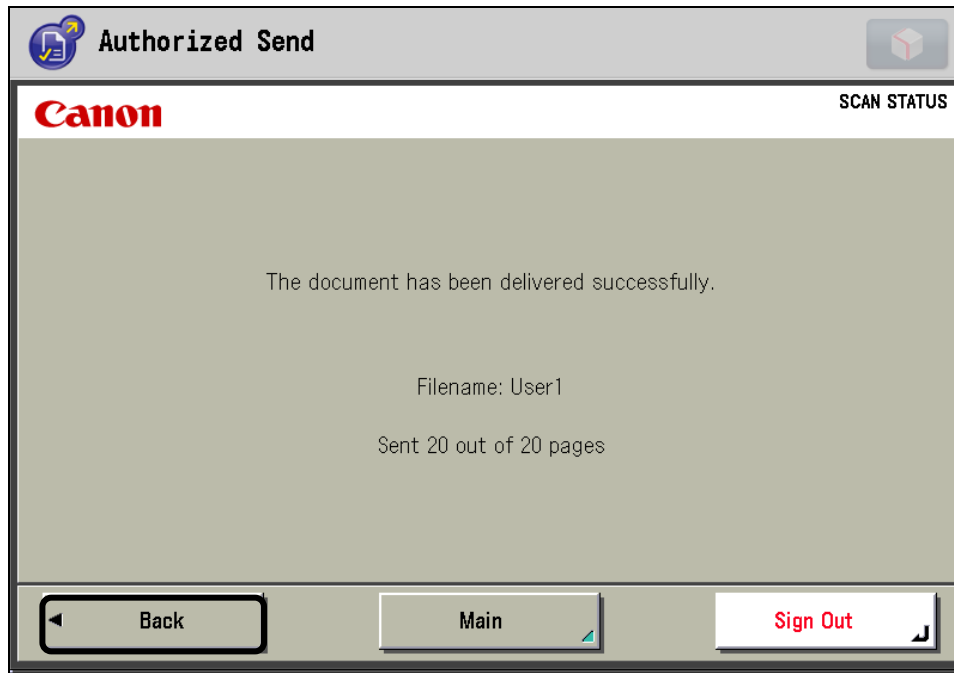 Authorized Send
Canon
SCAN STATUS
The document has been delivered successfully.
Filename: User1
Sent 20 out of 20 pages
Back
Main
Sign Out